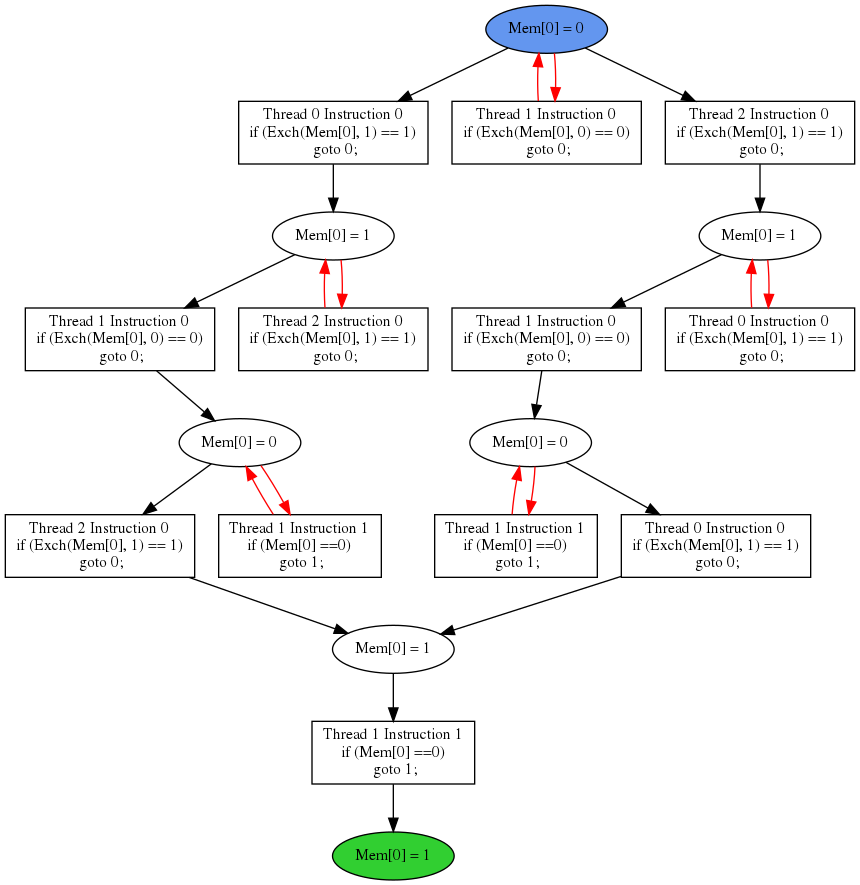 Mem[0] = 0
Thread 0 Instruction 0
if (Exch(Mem[0], 1) == 1)
goto 0;
Thread 1 Instruction 0
if (Exch(Mem[0], 0) == 0)
goto 0;
Thread 2 Instruction 0
if (Exch(Mem[0], 1) == 1)
goto 0;
Mem[0] = 1
Mem[0] = 1
Thread 1 Instruction 0
if (Exch(Mem[0], 0) == 0)
goto 0;
Thread 2 Instruction 0
if (Exch(Mem[0], 1) == 1)
goto 0;
Thread 1 Instruction 0
if (Exch(Mem[0], 0) == 0)
goto 0;
Thread 0 Instruction 0
if (Exch(Mem[0], 1) == 1)
goto 0;
Mem[0] = 0
Mem[0] = 0
Thread 2 Instruction 0
if (Exch(Mem[0], 1) == 1)
goto 0;
Thread 1 Instruction 1
if (Mem[0] ==0)
goto 1;
Thread 1 Instruction 1
if (Mem[0] ==0)
goto 1;
Thread 0 Instruction 0
if (Exch(Mem[0], 1) == 1)
goto 0;
Mem[0] = 1
Thread 1 Instruction 1
if (Mem[0] ==0)
goto 1;
Mem[0] = 1